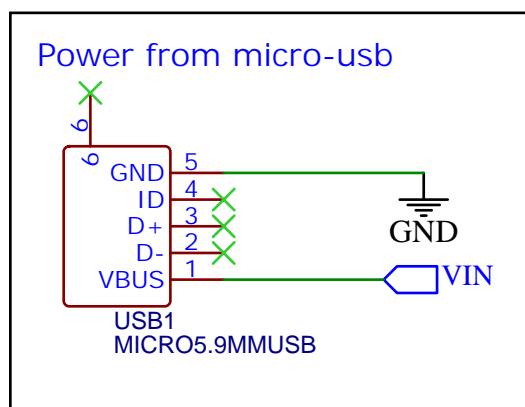 Power from micro-usb
6
6
GND 5
ID 4
D+ 3
D- 2
VBUS 1
GND
VIN
USB1
MICRO5.9MMUSB